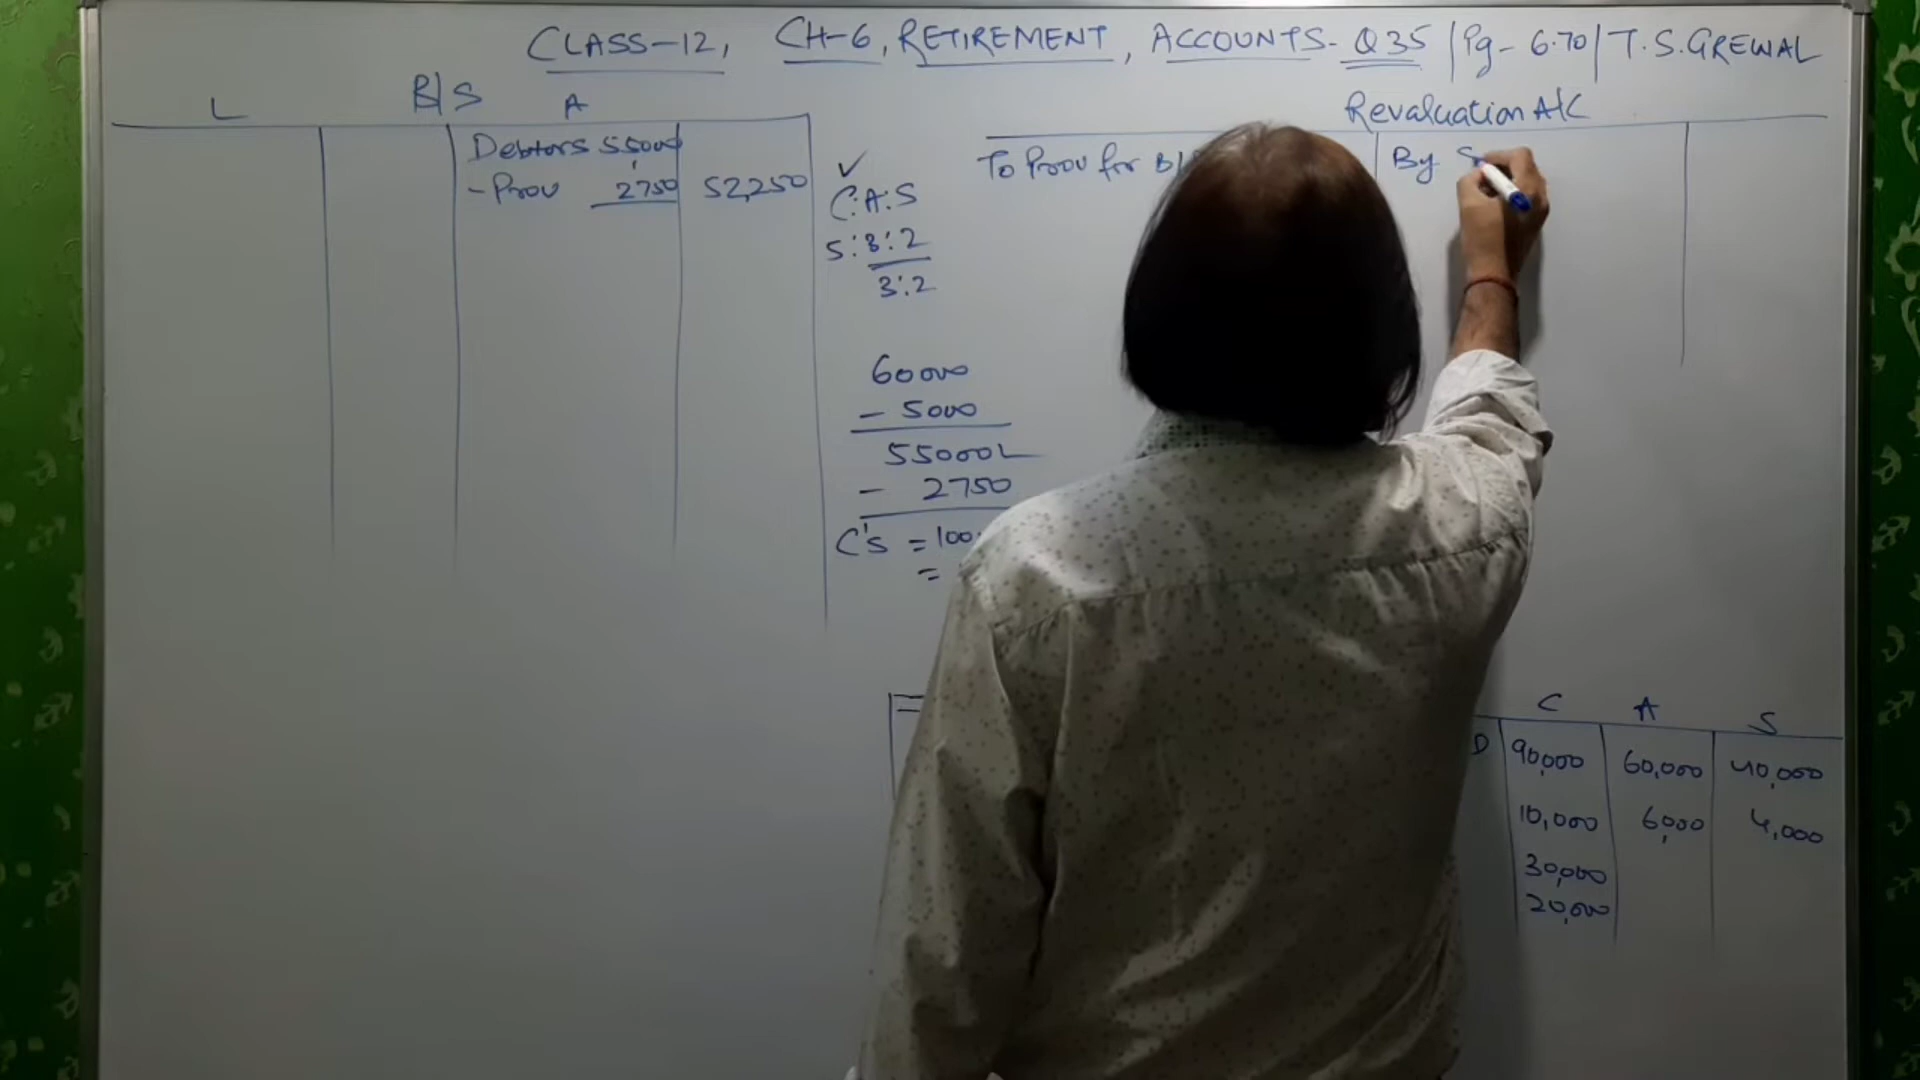 CLASS-12, CH-6, RETIREMENT, ACCOUNTS- Q35 | Pg- 6.70 | T.S.GREWAL
B/S
L A
Debtors 55000
-Prov 2750 52,250
✓
C:A:S
5:3:2
3:2
60000
- 5000
55000
- 2750
C's = 100
=
Revaluation A/C
To Prov for B/ By
C A S
D 90,000 60,000 40,000
10,000 6,000 4,000
30,000
20,000